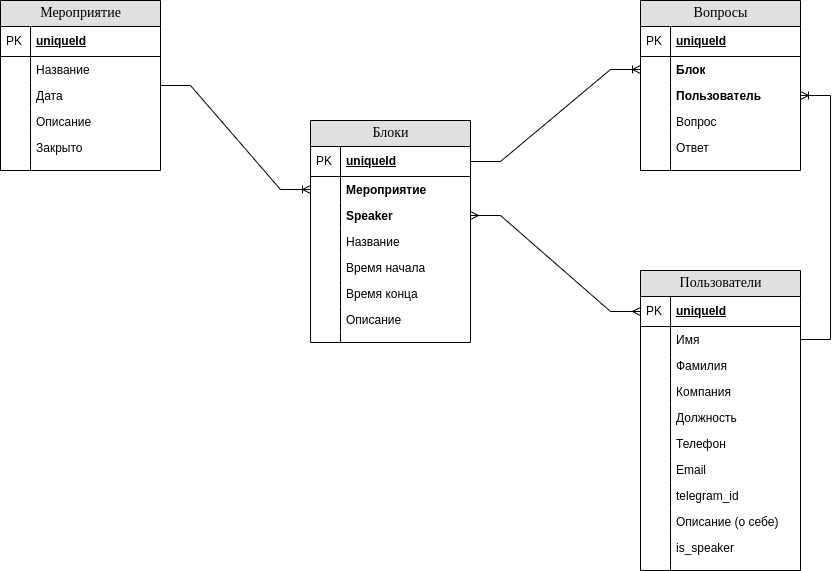 Мероприятие
PK uniqueId
Название
Дата
Описание
Закрыто
Блоки
PK uniqueId
Мероприятие
Speaker
Название
Время начала
Время конца
Описание
Вопросы
PK uniqueId
Блок
Пользователь
Вопрос
Ответ
Пользователи
PK uniqueId
Имя
Фамилия
Компания
Должность
Телефон
Email
telegram_id
Описание (о себе)
is_speaker